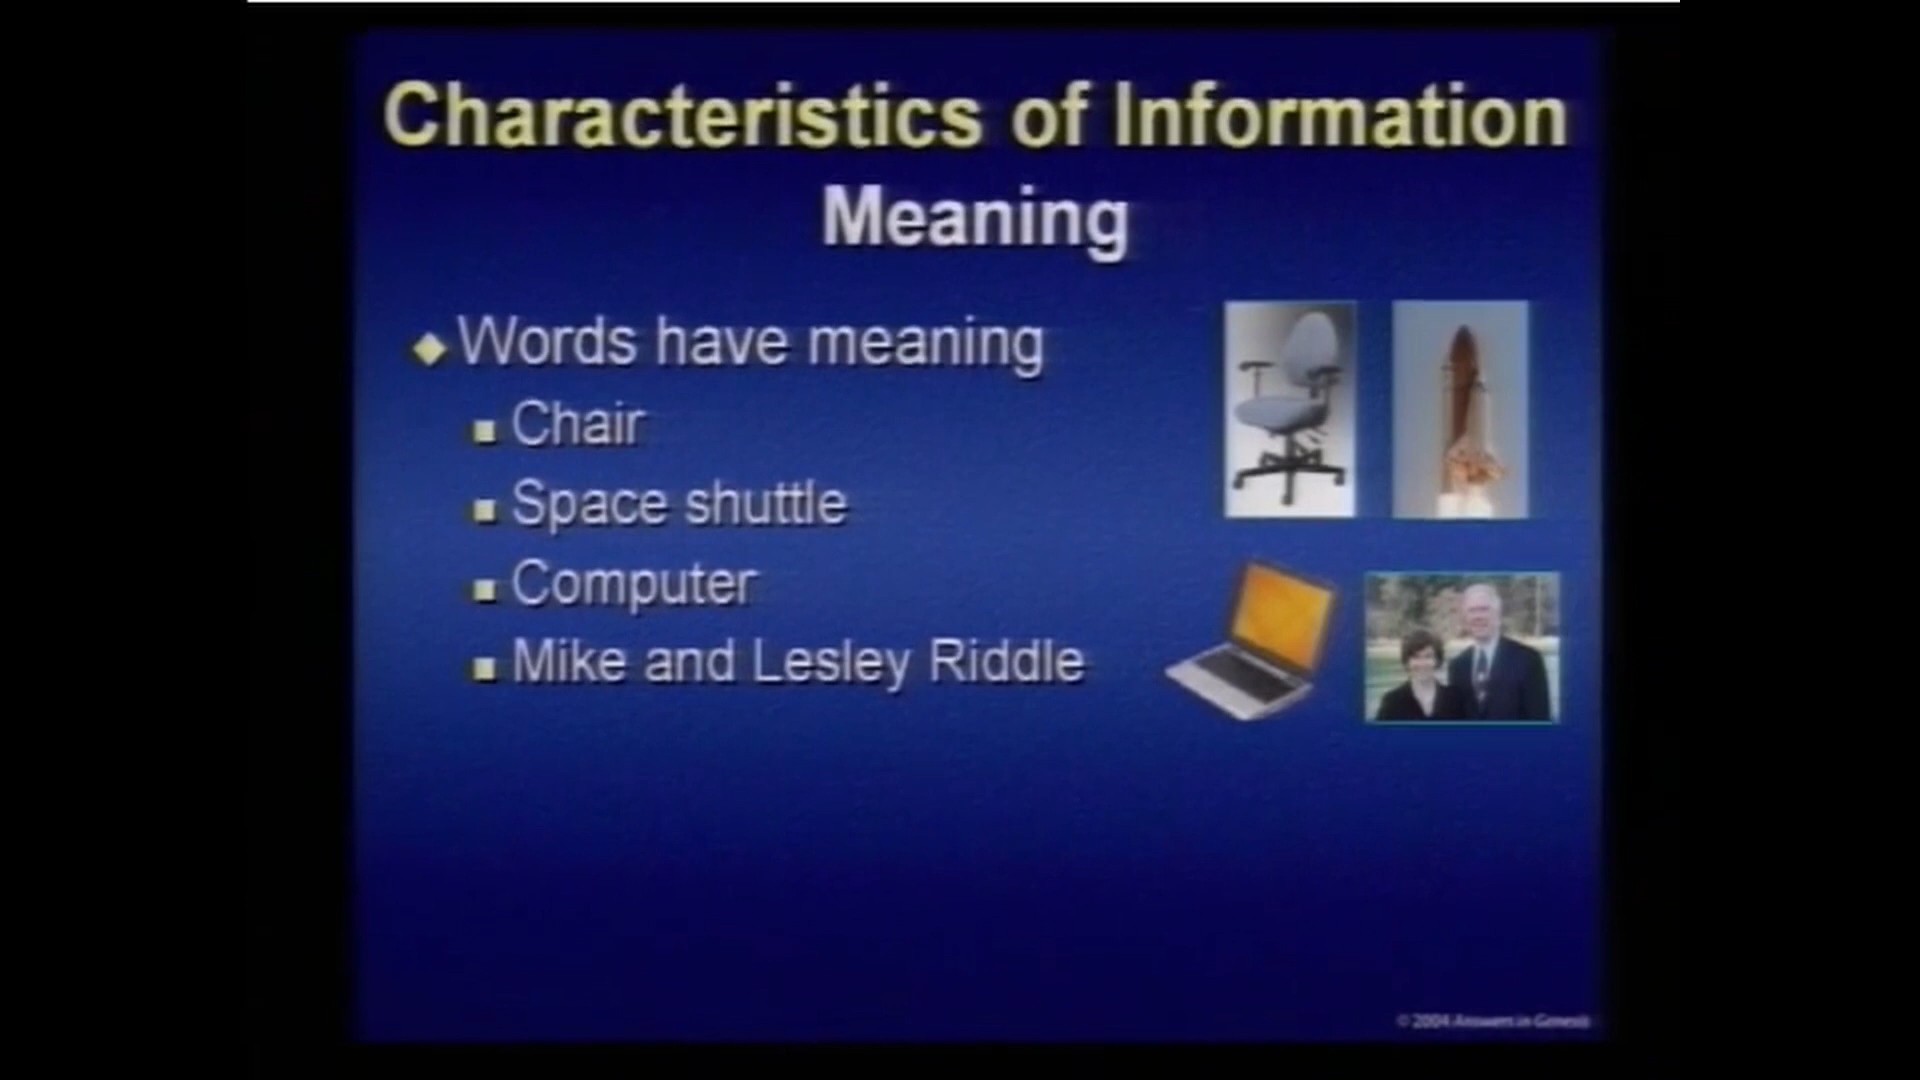 Characteristics of Information
Meaning
Words have meaning
Chair
Space shuttle
Computer
Mike and Lesley Riddle
© 2004 Answers in Genesis